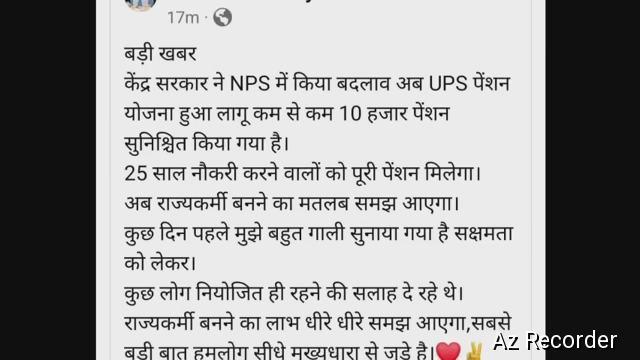 17m
बड़ी खबर
केंद्र सरकार ने NPS में किया बदलाव अब UPS पेंशन
योजना हुआ लागू कम से कम 10 हजार पेंशन
सुनिश्चित किया गया है।
25 साल नौकरी करने वालों को पूरी पेंशन मिलेगा।
अब राज्यकर्मी बनने का मतलब समझ आएगा।
कुछ दिन पहले मुझे बहुत गाली सुनाया गया है सक्षमता
को लेकर।
कुछ लोग नियोजित ही रहने की सलाह दे रहे थे।
राज्यकर्मी बनने का लाभ धीरे धीरे समझ आएगा,सबसे
बड़ी बात हमलोग सीधे मुख्यधारा से जुड़े है।❤️✌️
Az Recorder